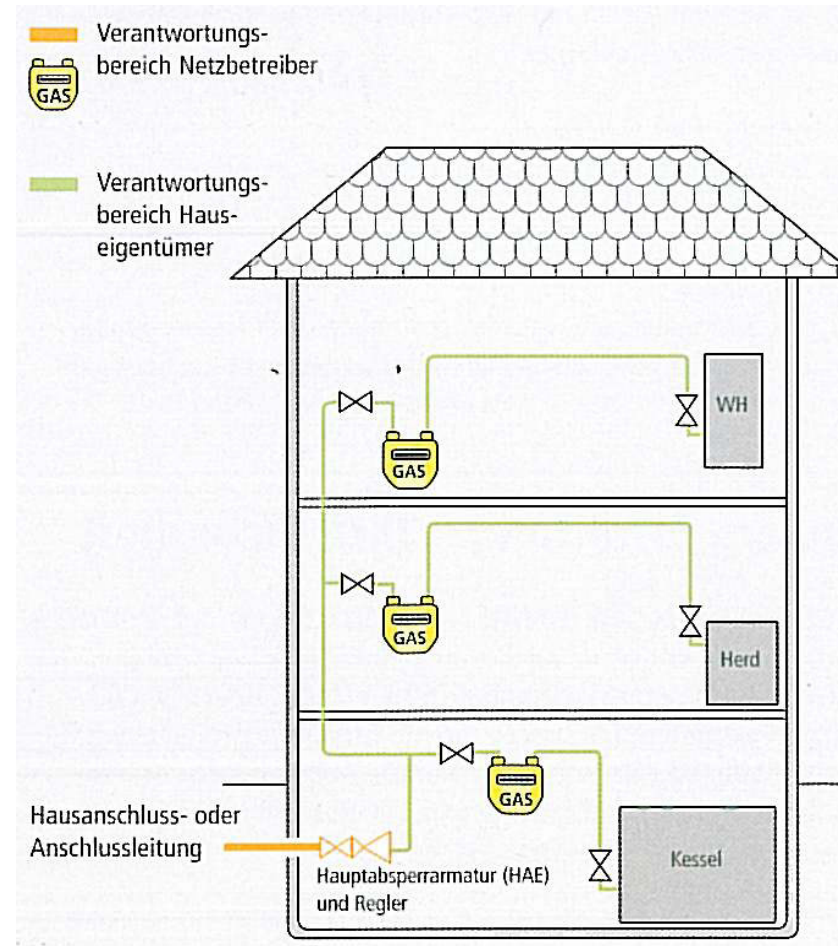 Verantwortungs-
bereich Netzbetreiber
GAS
Verantwortungs-
bereich Haus-
eigentümer
WH
GAS
GAS
Herd
GAS
Hausanschluss- oder
Anschlussleitung
Hauptabsperrarmatur (HAE)
und Regler
Kessel